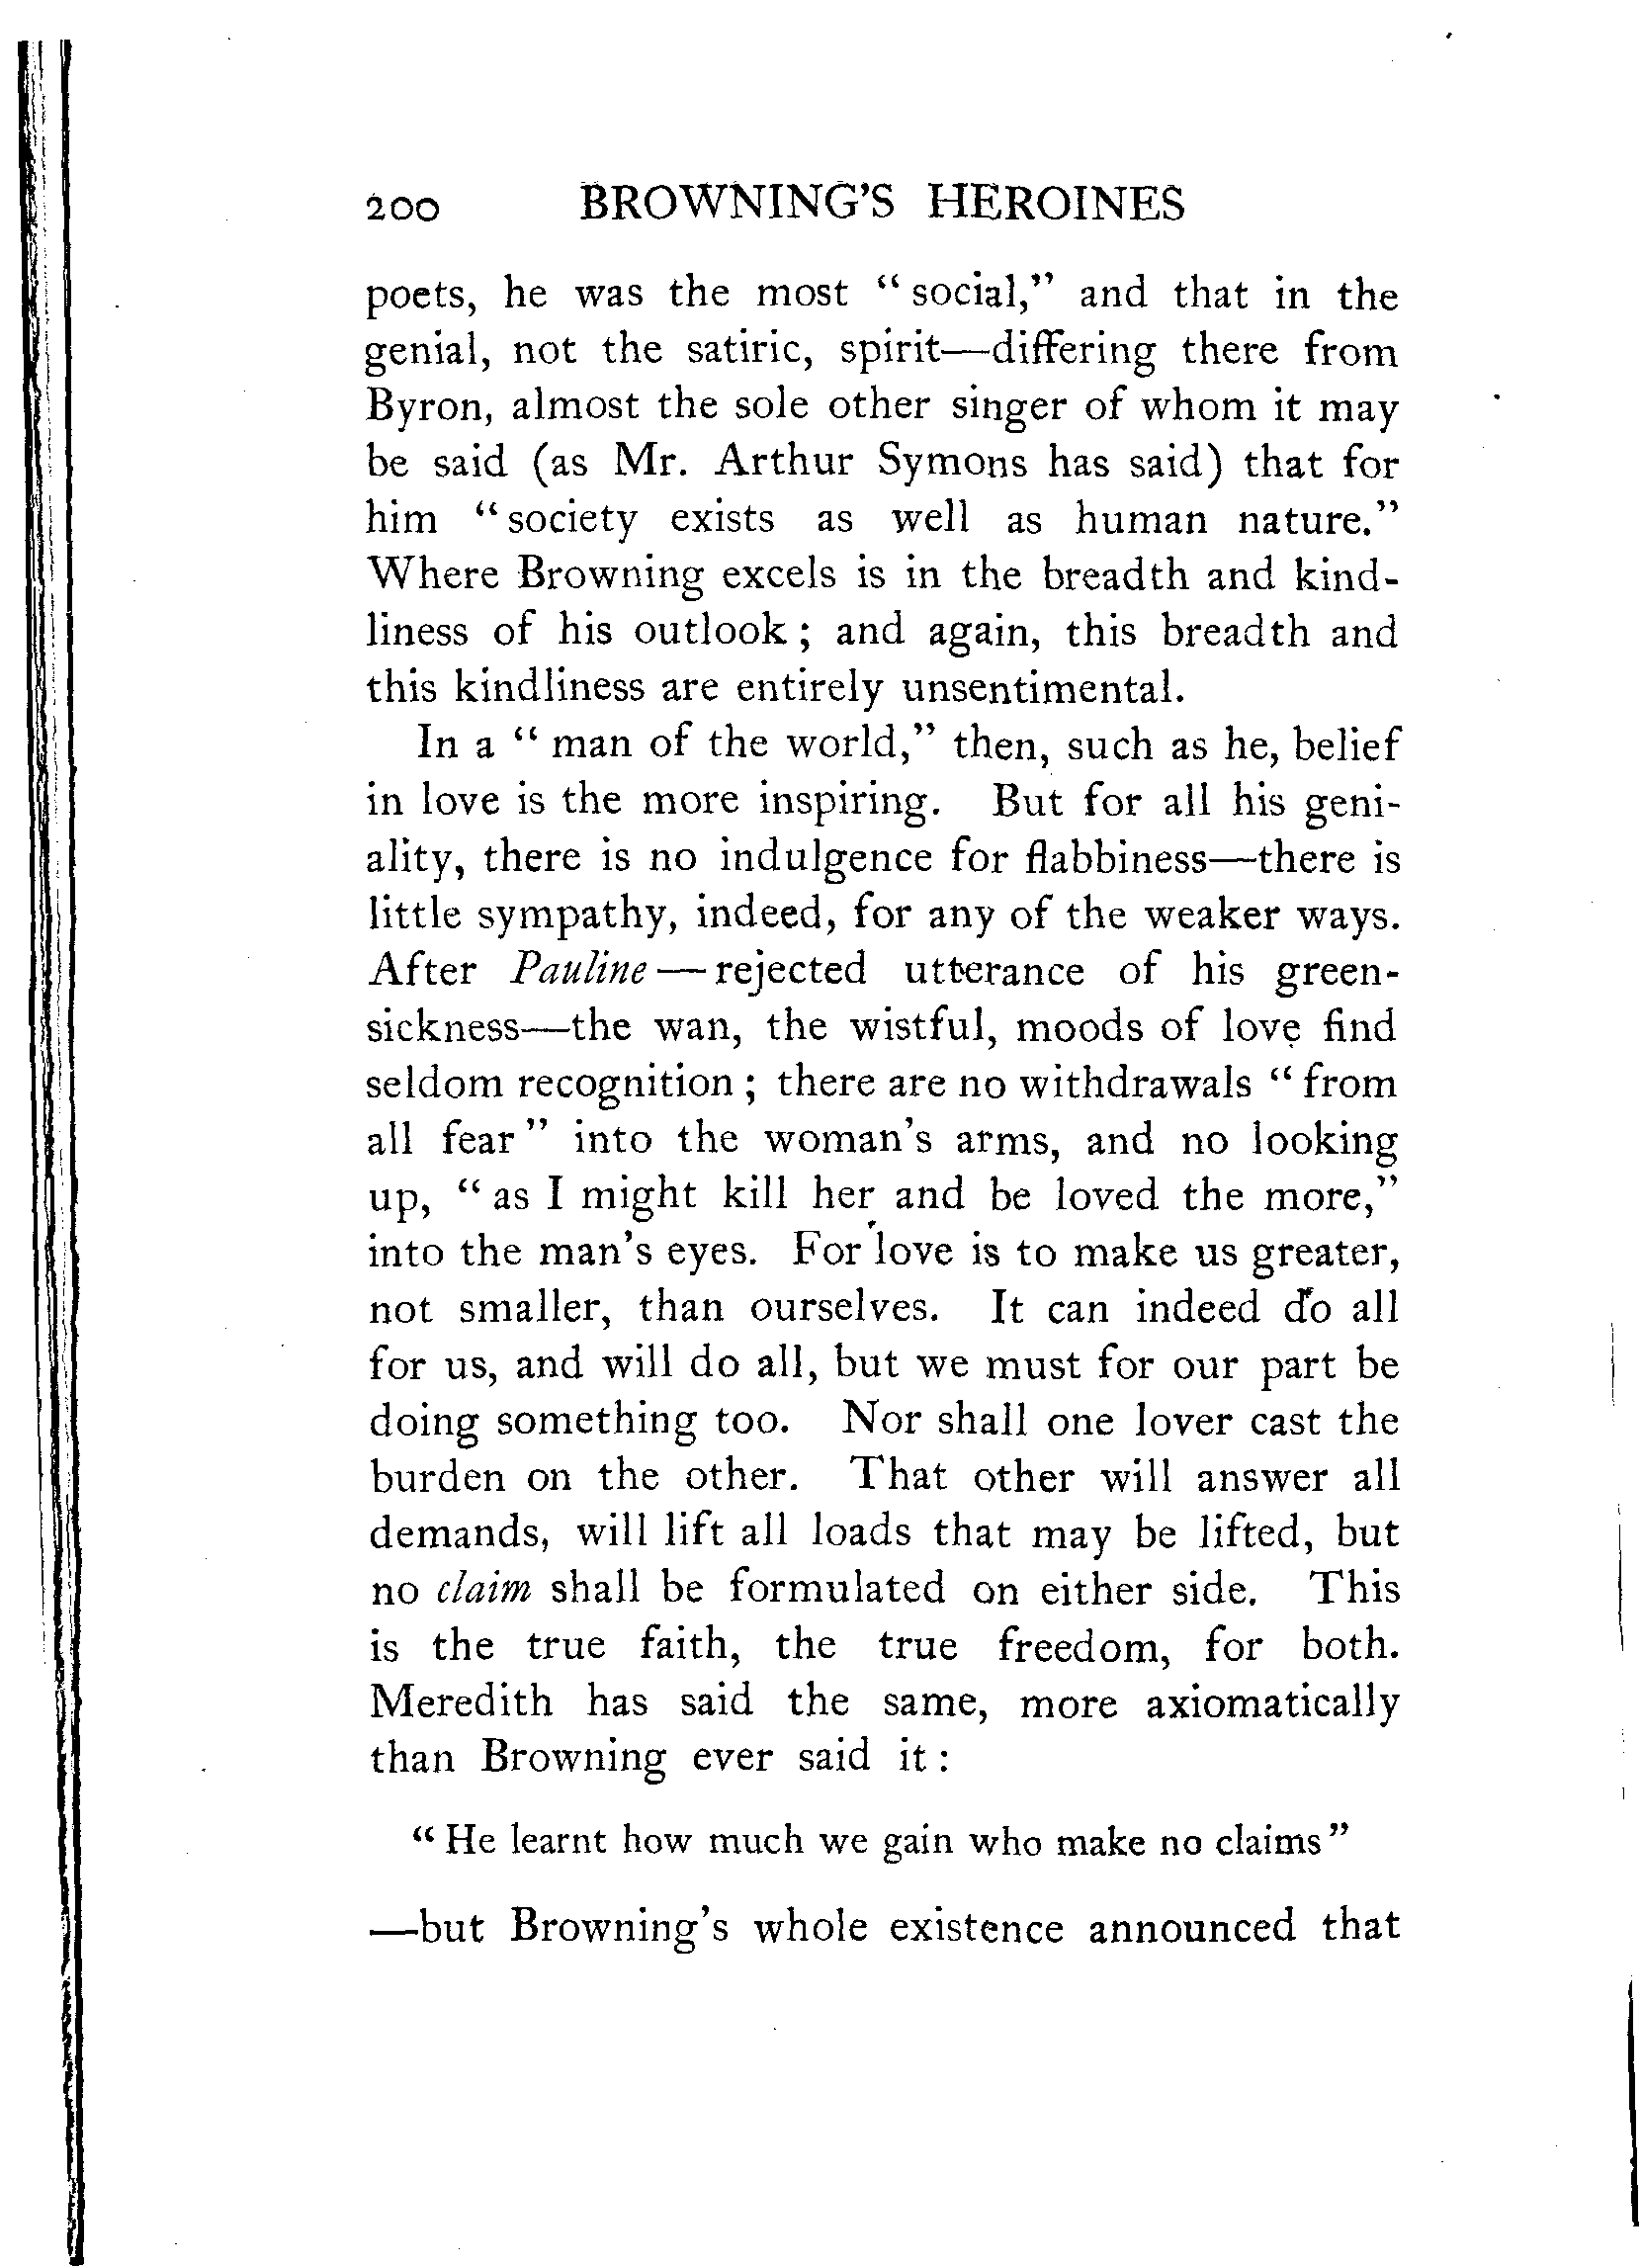 200 BROWNING'S HEROINES
poets, he was the most " social," and that in the
genial, not the satiric, spirit—differing there from
Byron, almost the sole other singer of whom it may
be said (as Mr. Arthur Symons has said) that for
him " society exists as well as human nature."
Where Browning excels is in the breadth and kind-
liness of his outlook ; and again, this breadth and
this kindliness are entirely unsentimental.
In a " man of the world," then, such as he, belief
in love is the more inspiring. But for all his geni-
ality, there is no indulgence for flabbiness—there is
little sympathy, indeed, for any of the weaker ways.
After Pauline — rejected utterance of his green-
sickness—the wan, the wistful, moods of love find
seldom recognition ; there are no withdrawals " from
all fear " into the woman's arms, and no looking
up, " as I might kill her and be loved the more,"
into the man's eyes. For love is to make us greater,
not smaller, than ourselves. It can indeed do all
for us, and will do all, but we must for our part be
doing something too. Nor shall one lover cast the
burden on the other. That other will answer all
demands, will lift all loads that may be lifted, but
no claim shall be formulated on either side. This
is the true faith, the true freedom, for both.
Meredith has said the same, more axiomatically
than Browning ever said it :
" He learnt how much we gain who make no claims "
—but Browning's whole existence announced that